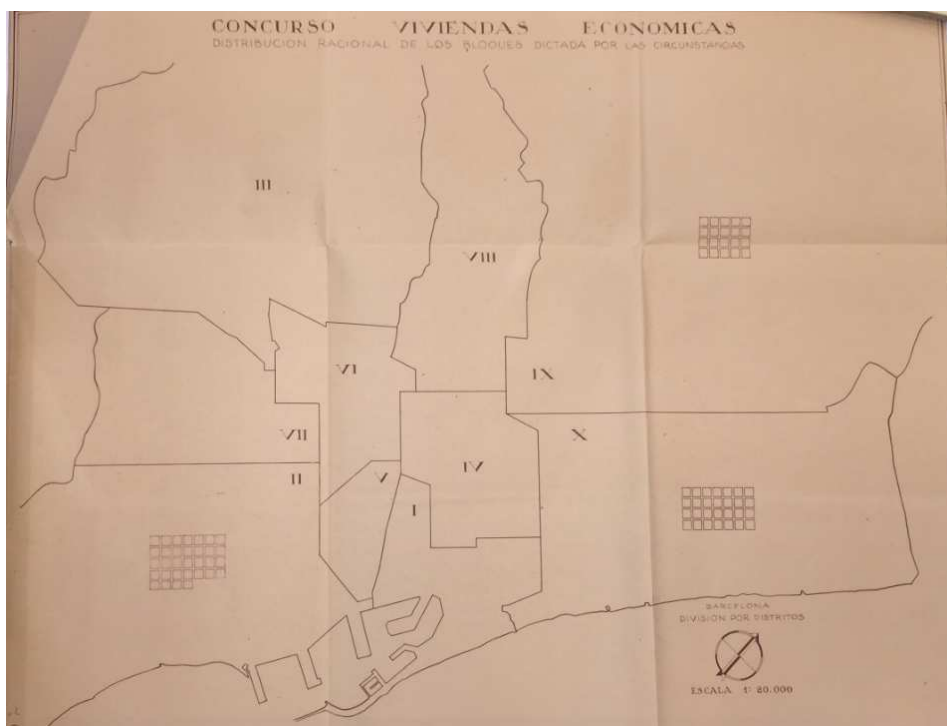 CONCURSO VIVIENDAS ECONOMICAS
DISTRIBUCION RACIONAL DE LOS BLOQUES DICTADA POR LAS CIRCUNSTANCIAS
III
VIII
VI
IX
VII
X
II
V
IV
I
BARCELONA
DIVISION POR DISTRITOS
ESCALA 1: 20.000